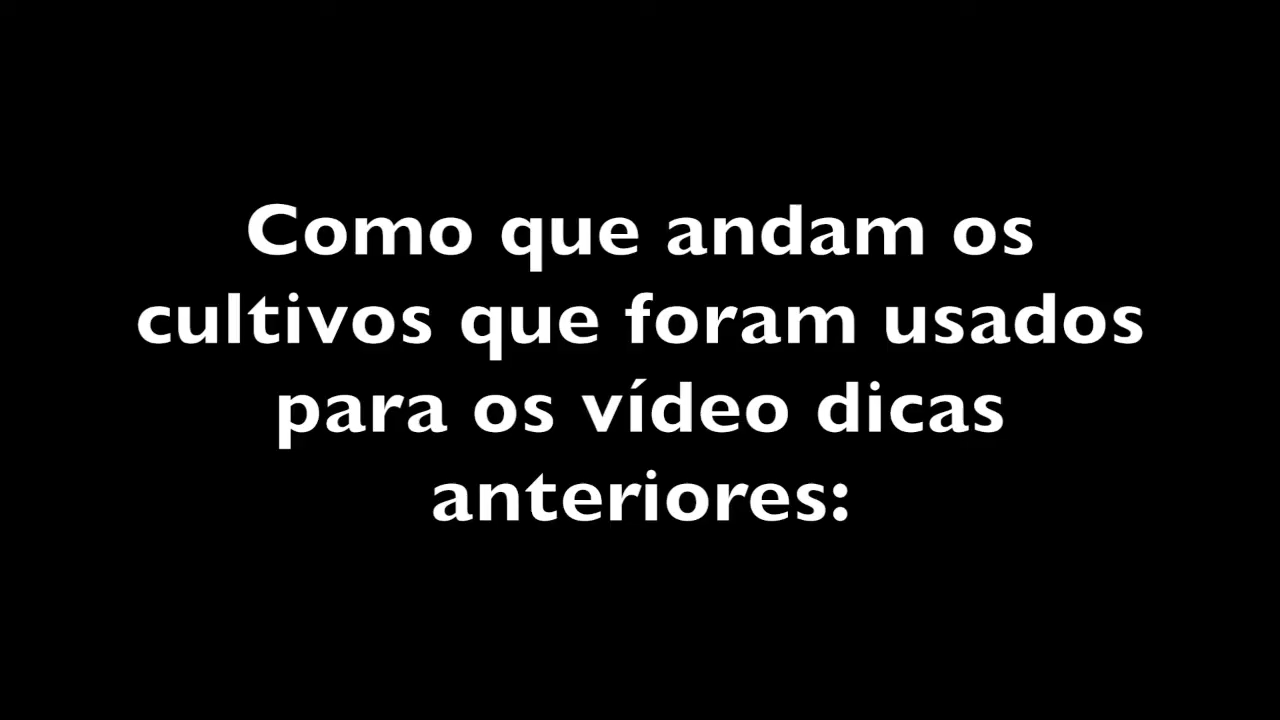 Como que andam os
cultivos que foram usados
para os vídeo dicas
anteriores: